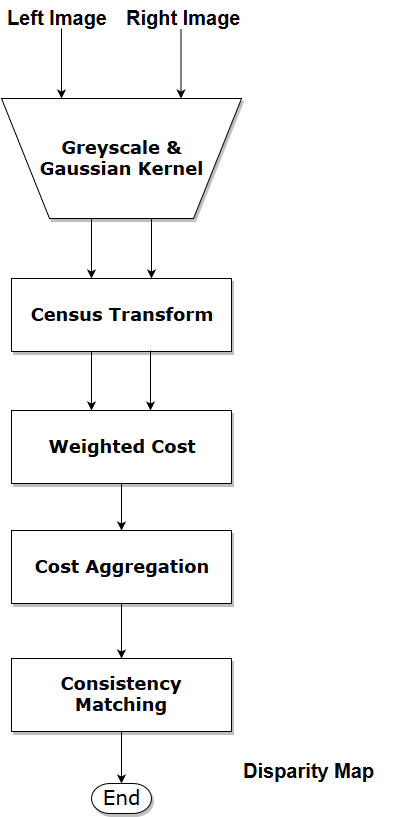 Left Image Right Image
Greyscale &
Gaussian Kernel
Census Transform
Weighted Cost
Cost Aggregation
Consistency
Matching
Disparity Map
End